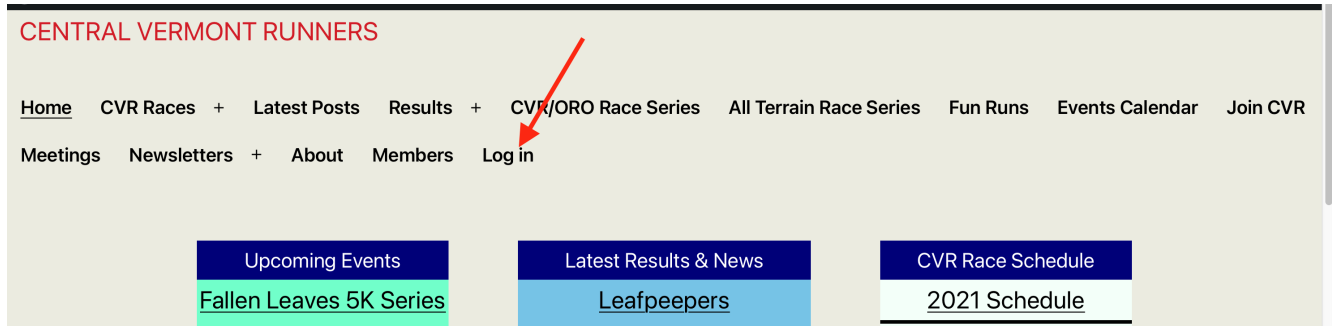 CENTRAL VERMONT RUNNERS
Home CVR Races + Latest Posts Results + CVR/ORO Race Series All Terrain Race Series Fun Runs Events Calendar Join CVR
Meetings Newsletters + About Members Log in
Upcoming Events Latest Results & News CVR Race Schedule
Fallen Leaves 5K Series Leafpeepers 2021 Schedule